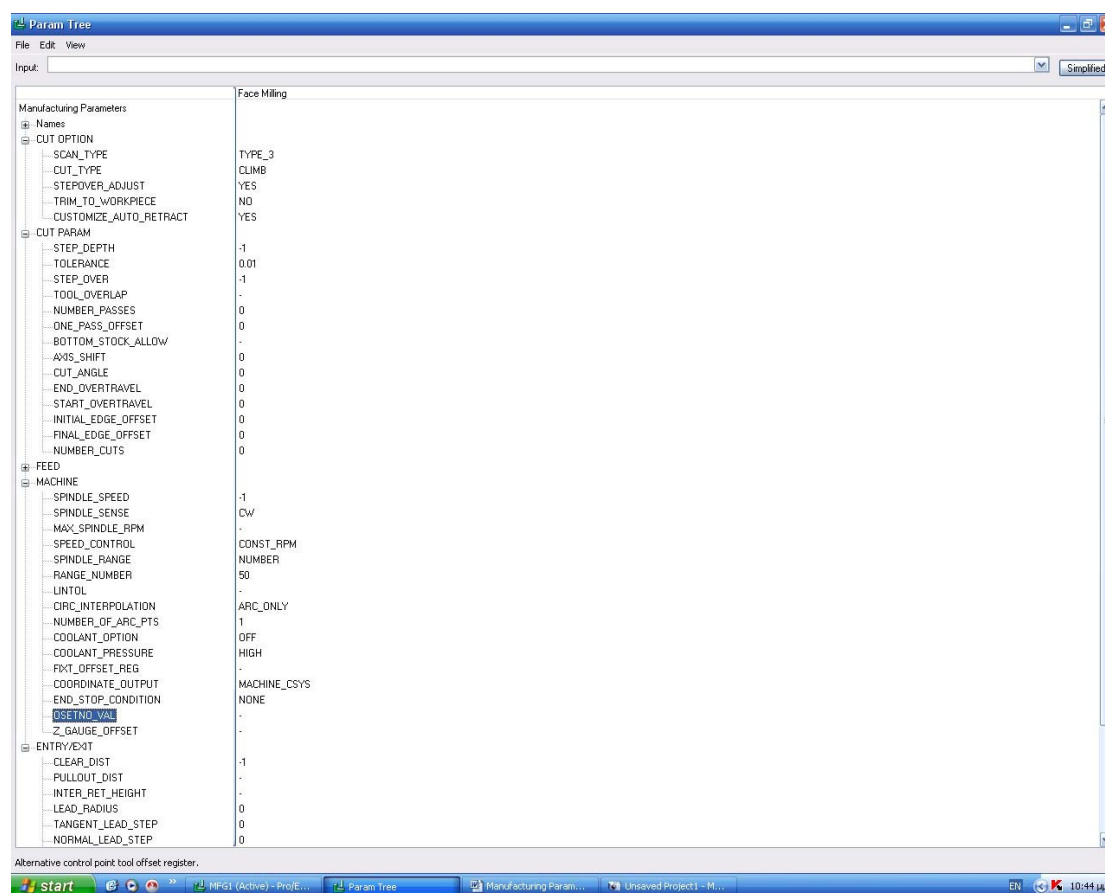 Param Tree
File Edit View
Input:
Simplified
Face Milling
Manufacturing Parameters
Names
CUT OPTION
SCAN_TYPE TYPE_3
CUT_TYPE CLIMB
STEPOVER_ADJUST YES
TRIM_TO_WORKPIECE NO
CUSTOMIZE_AUTO_RETRACT YES
CUT PARAM
STEP_DEPTH -1
TOLERANCE 0.01
STEP_OVER -1
TOOL_OVERLAP -
NUMBER_PASSES 0
ONE_PASS_OFFSET 0
BOTTOM_STOCK_ALLOW -
AXIS_SHIFT 0
CUT_ANGLE 0
END_OVERTRAVEL 0
START_OVERTRAVEL 0
INITIAL_EDGE_OFFSET 0
FINAL_EDGE_OFFSET 0
NUMBER_CUTS 0
FEED
MACHINE
SPINDLE_SPEED -1
SPINDLE_SENSE CW
MAX_SPINDLE_RPM -
SPEED_CONTROL CONST_RPM
SPINDLE_RANGE NUMBER
RANGE_NUMBER 50
LINTOL -
CIRC_INTERPOLATION ARC_ONLY
NUMBER_OF_ARC_PTS 1
COOLANT_OPTION OFF
COOLANT_PRESSURE HIGH
FIXT_OFFSET_REG -
COORDINATE_OUTPUT MACHINE_CSYS
END_STOP_CONDITION NONE
OSETNO_VAL -
Z_GAUGE_OFFSET -
ENTRY/EXIT
CLEAR_DIST -1
PULLOUT_DIST -
INTER_RET_HEIGHT -
LEAD_RADIUS 0
TANGENT_LEAD_STEP 0
NORMAL_LEAD_STEP 0
Alternative control point tool offset register.
start MFG1 (Active) - Pro/E... Param Tree Manufacturing Param... Unsaved Project1 - M... EN 10:44 μμ